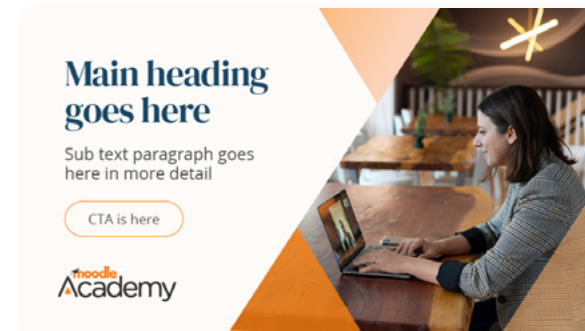 Main heading
goes here
Sub text paragraph goes
here in more detail
CTA is here
moodle
Academy